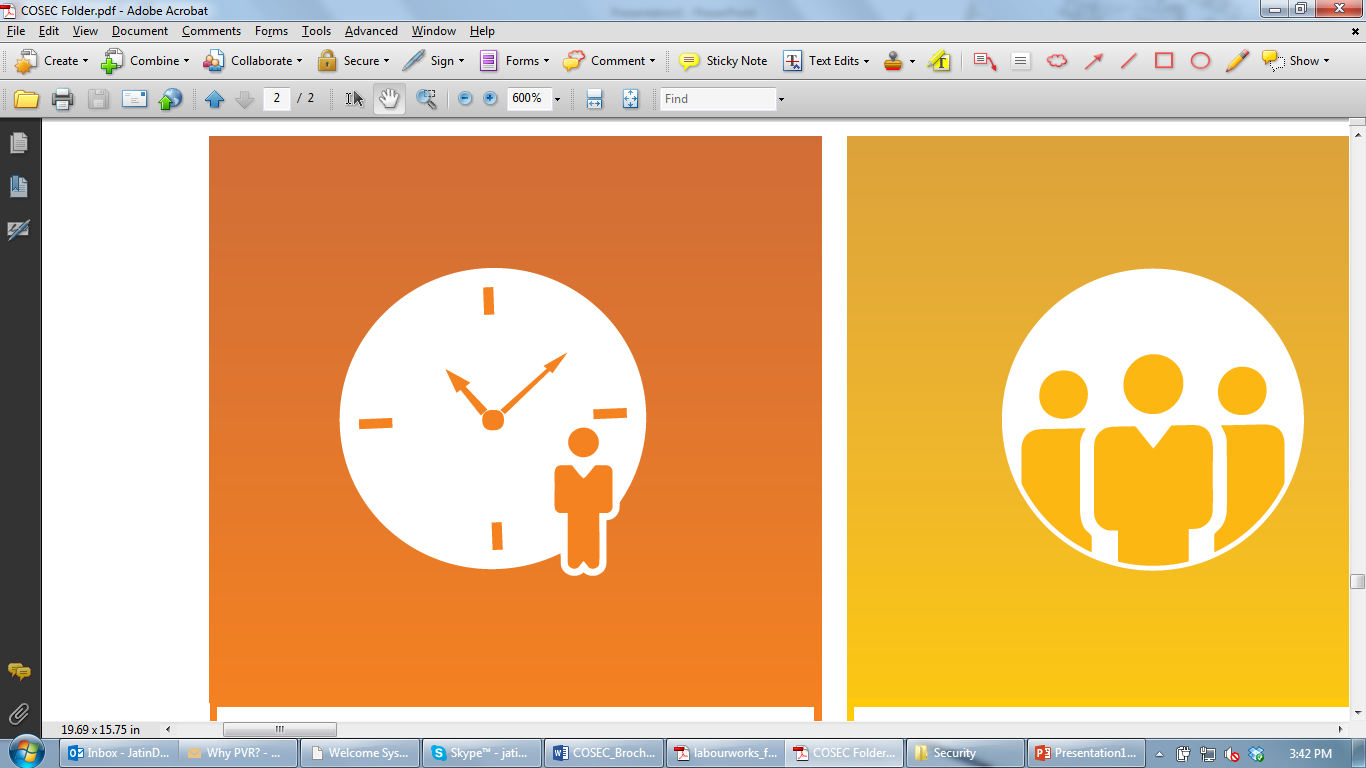 COSEC Folder.pdf - Adobe Acrobat
File Edit View Document Comments Forms Tools Advanced Window Help
Create Combine Collaborate Secure Sign Forms Comment Sticky Note Text Edits Show
2 / 2 600% Find
19.69 x 15.75 in
Inbox - JatinD... Why PVR? - ... Welcome Sys... Skype™ - jati... COSEC_Broch... labourworks_f... COSEC Folder... Security Presentation1... 3:42 PM